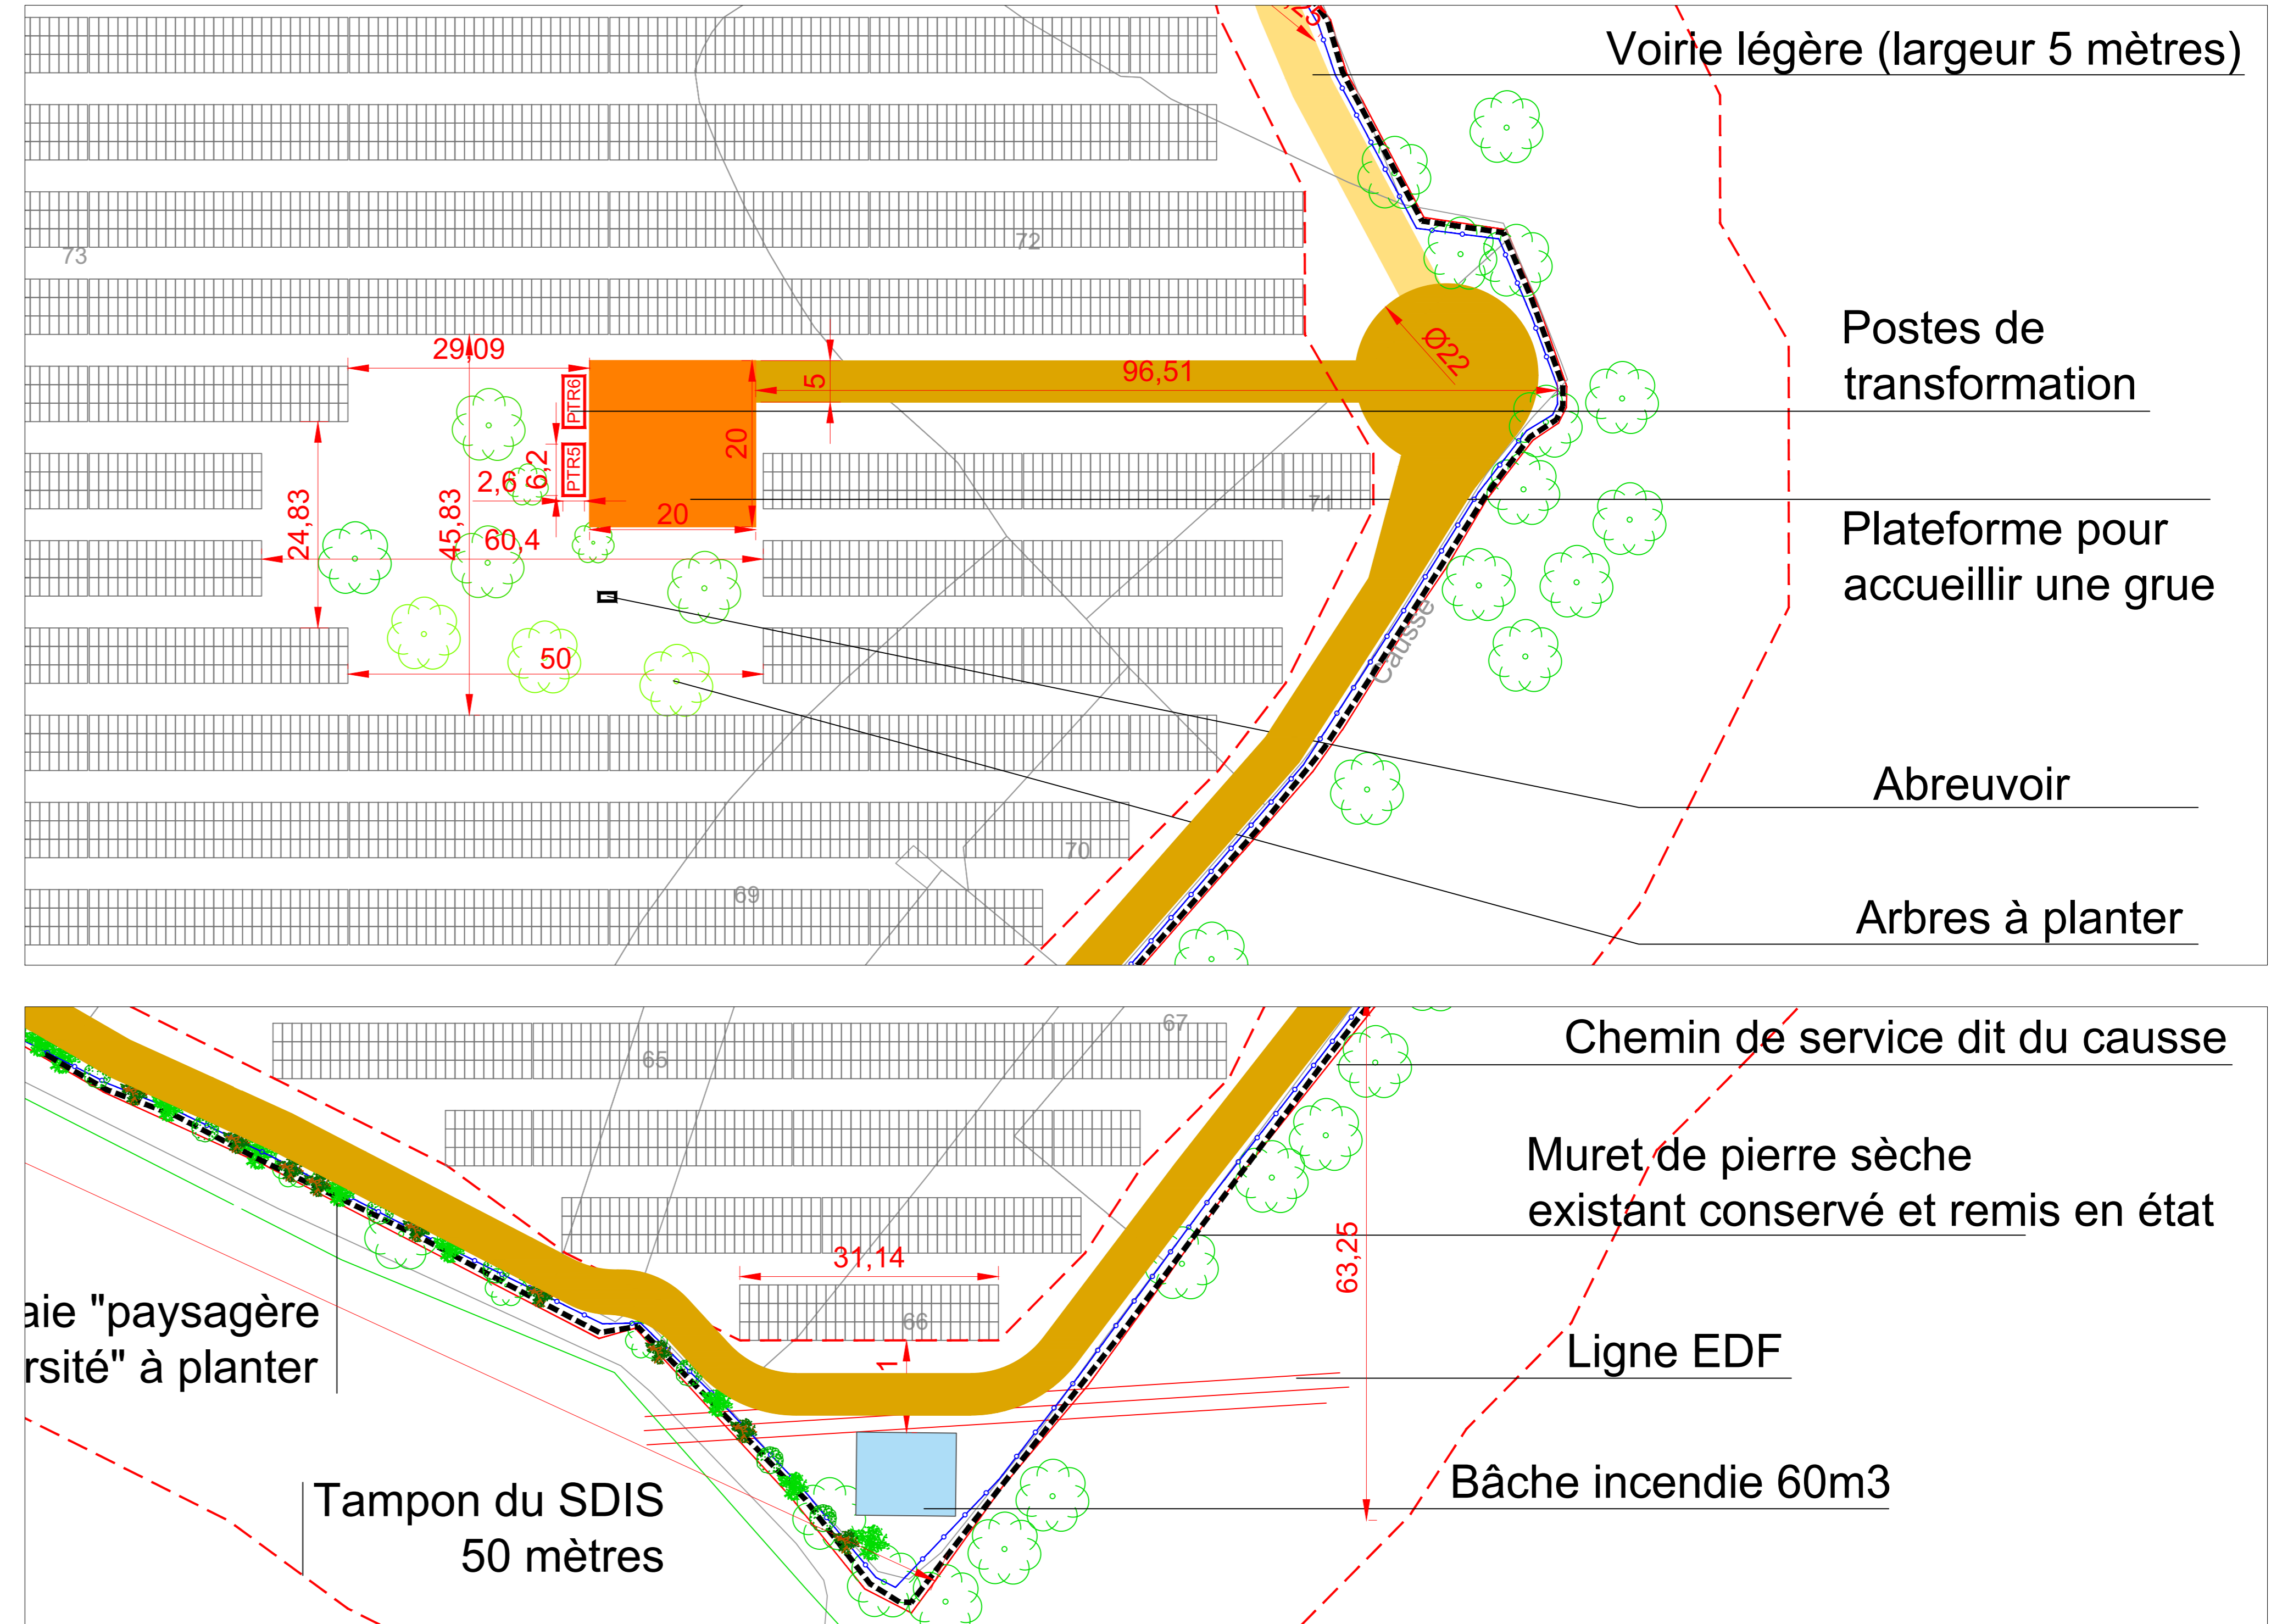 ,25
Voirie légère (largeur 5 mètres)
73
72
Postes de
transformation
29,09
5
96,51
Ø22
PTR6
PTR5
20
6,2
2,6
20
71
24,83
45,83
60,4
Plateforme pour
accueillir une grue
Causse
50
Abreuvoir
70
69
Arbres à planter
67
65
Chemin de service dit du causse
Muret de pierre sèche
existant conservé et remis en état
31,14
63,25
66
aie "paysagère
rsité" à planter
1
Ligne EDF
Bâche incendie 60m3
Tampon du SDIS
50 mètres